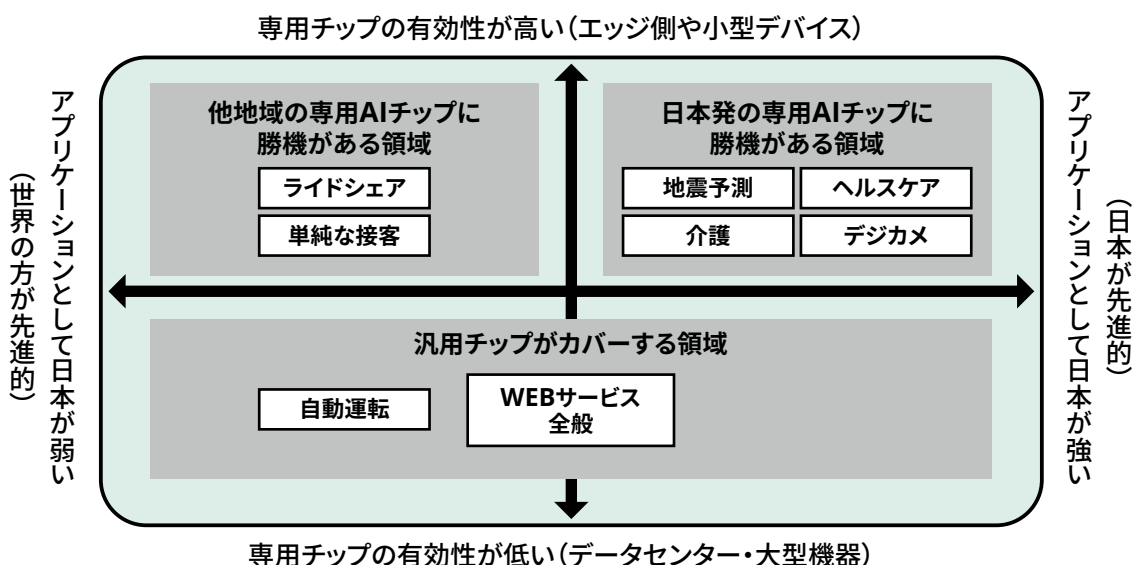 専用チップの有効性が高い（エッジ側や小型デバイス）
アプリケーションとして日本が弱い
（世界の方が先進的）
他地域の専用AIチップに
勝機がある領域
ライドシェア
単純な接客
日本発の専用AIチップに
勝機がある領域
地震予測
ヘルスケア
介護
デジカメ
（日本が先進的）
アプリケーションとして日本が強い
汎用チップがカバーする領域
自動運転
WEBサービス
全般
専用チップの有効性が低い（データセンター・大型機器）